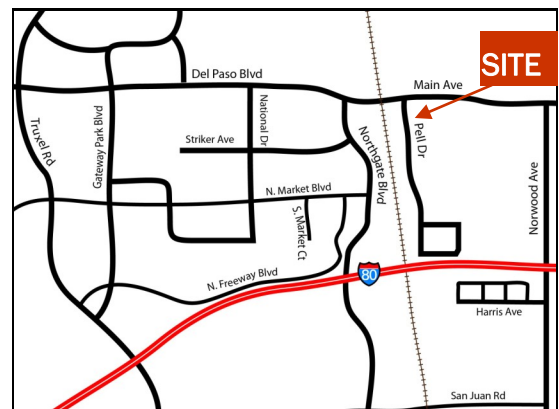 SITE
Del Paso Blvd
Main Ave
Truxel Rd
Gateway Park Blvd
National Dr
Striker Ave
Northgate Blvd
Pell Dr
Norwood Ave
N. Market Blvd
S. Market Ct
N. Freeway Blvd
80
Harris Ave
San Juan Rd